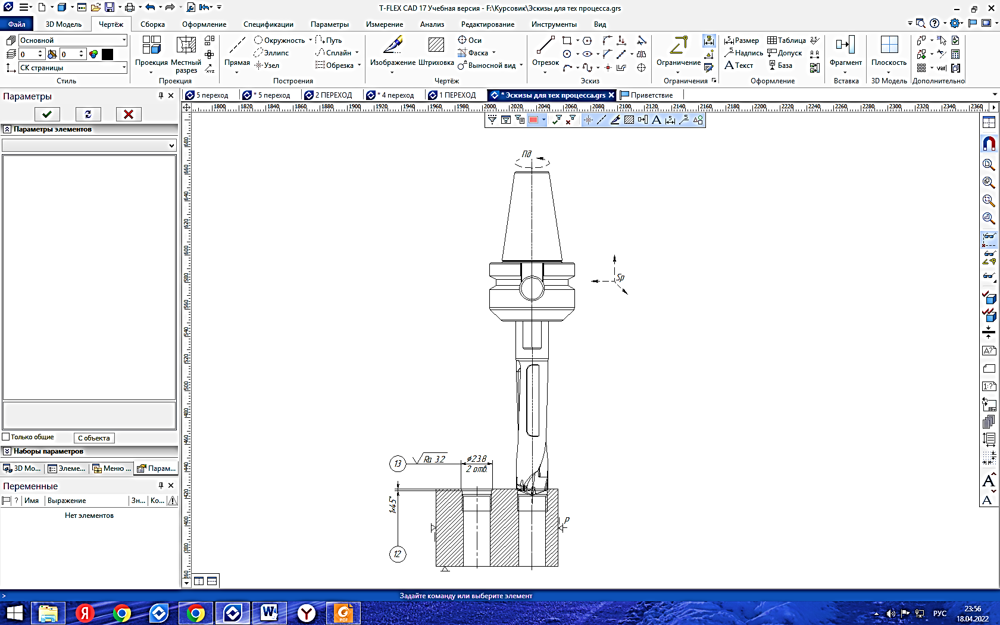 T-FLEX CAD 17 Учебная версия - F:\Курсовик\Эскизы для тех процесса.grs
Файл 3D Модель Чертёж Сборка Оформление Спецификации Параметры Измерение Анализ Редактирование Инструменты Вид
Основной
0 0
СК страницы
Стиль
Проекция Местный разрез
Проекция
Прямая Окружность Эллипс Узел Путь Сплайн Обрезка
Построения
Изображение Штриховка Оси Фаска Выносной вид
Чертёж
Отрезок
Эскиз
Ограничение
Ограничения
Размер Надпись Текст Таблица Допуск База
Оформление
Фрагмент
Вставка
Плоскость
3D Модель
Дополнительно
Параметры
5 переход * 5 переход 2 ПЕРЕХОД * 4 переход 1 ПЕРЕХОД * Эскизы для тех процесса.grs Приветствие
1800 1820 1840 1860 1880 1900 1920 1940 1960 1980 2000 2020 2040 2060 2080 2100 2120 2140 2160 2180 2200 2220 2240 2260 2280 2300 2320 2340 2360
Параметры элементов
680
660
640
620
600
580
560
540
520
500
480
460
440
420
400
380
360
Пд
Sp
13 Ra 3.2 ⌀23.8
2 отв.
1×45°
P
12
Только общие С объекта
Наборы параметров
3D Мо... Элеме... Меню ... Парам...
Переменные
? Имя Выражение Зн... Ко...
Нет элементов
> Задайте команду или выберите элемент
РУС
23:56
18.04.2022